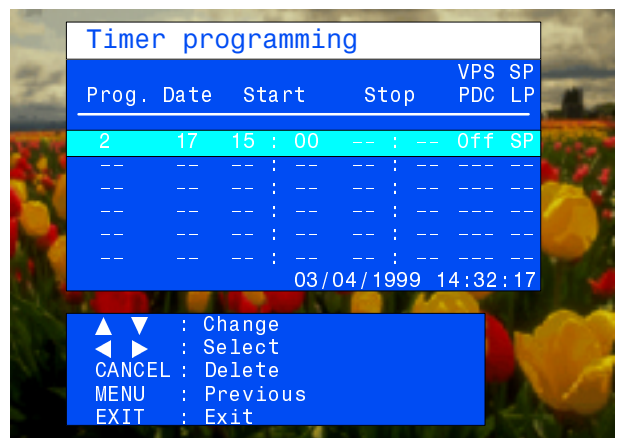 Timer programming
VPS SP
Prog. Date Start Stop PDC LP
2 17 15 : 00 -- : -- Off SP
-- -- -- : -- -- : -- --- --
-- -- -- : -- -- : -- --- --
-- -- -- : -- -- : -- --- --
-- -- -- : -- -- : -- --- --
-- -- -- : -- -- : -- --- --
03/04/1999 14:32:17
▲ ▼ : Change
◀ ▶ : Select
CANCEL : Delete
MENU : Previous
EXIT : Exit